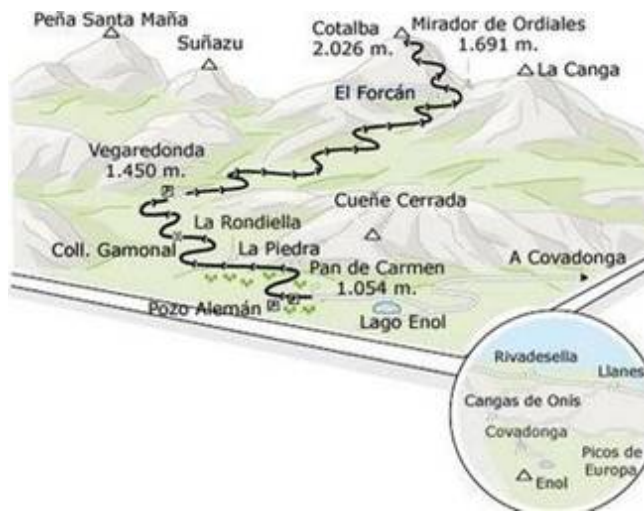 Peña Santa Maña
Suñazu
Cotalba
2.026 m.
Mirador de Ordiales
1.691 m.
La Canga
El Forcán
Vegaredonda
1.450 m.
Cueñe Cerrada
La Rondiella
Coll. Gamonal
La Piedra
Pan de Carmen
1.054 m.
A Covadonga
Pozo Alemán
Lago Enol
Rivadesella
Llanes
Cangas de Onis
Covadonga
Picos de
Europa
Enol